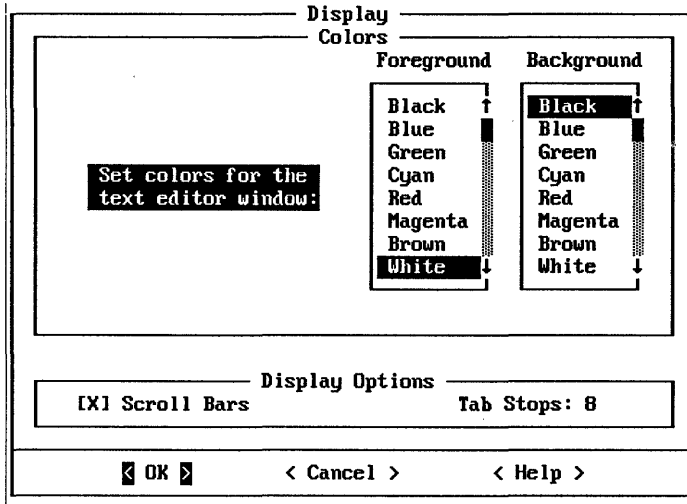 Display
Colors
Foreground Background
Black ↑ Black ↑
Blue Blue
Green Green
Set colors for the Cyan Cyan
text editor window: Red Red
Magenta Magenta
Brown Brown
White ↓ White ↓
Display Options
[X] Scroll Bars Tab Stops: 8
< OK > < Cancel > < Help >